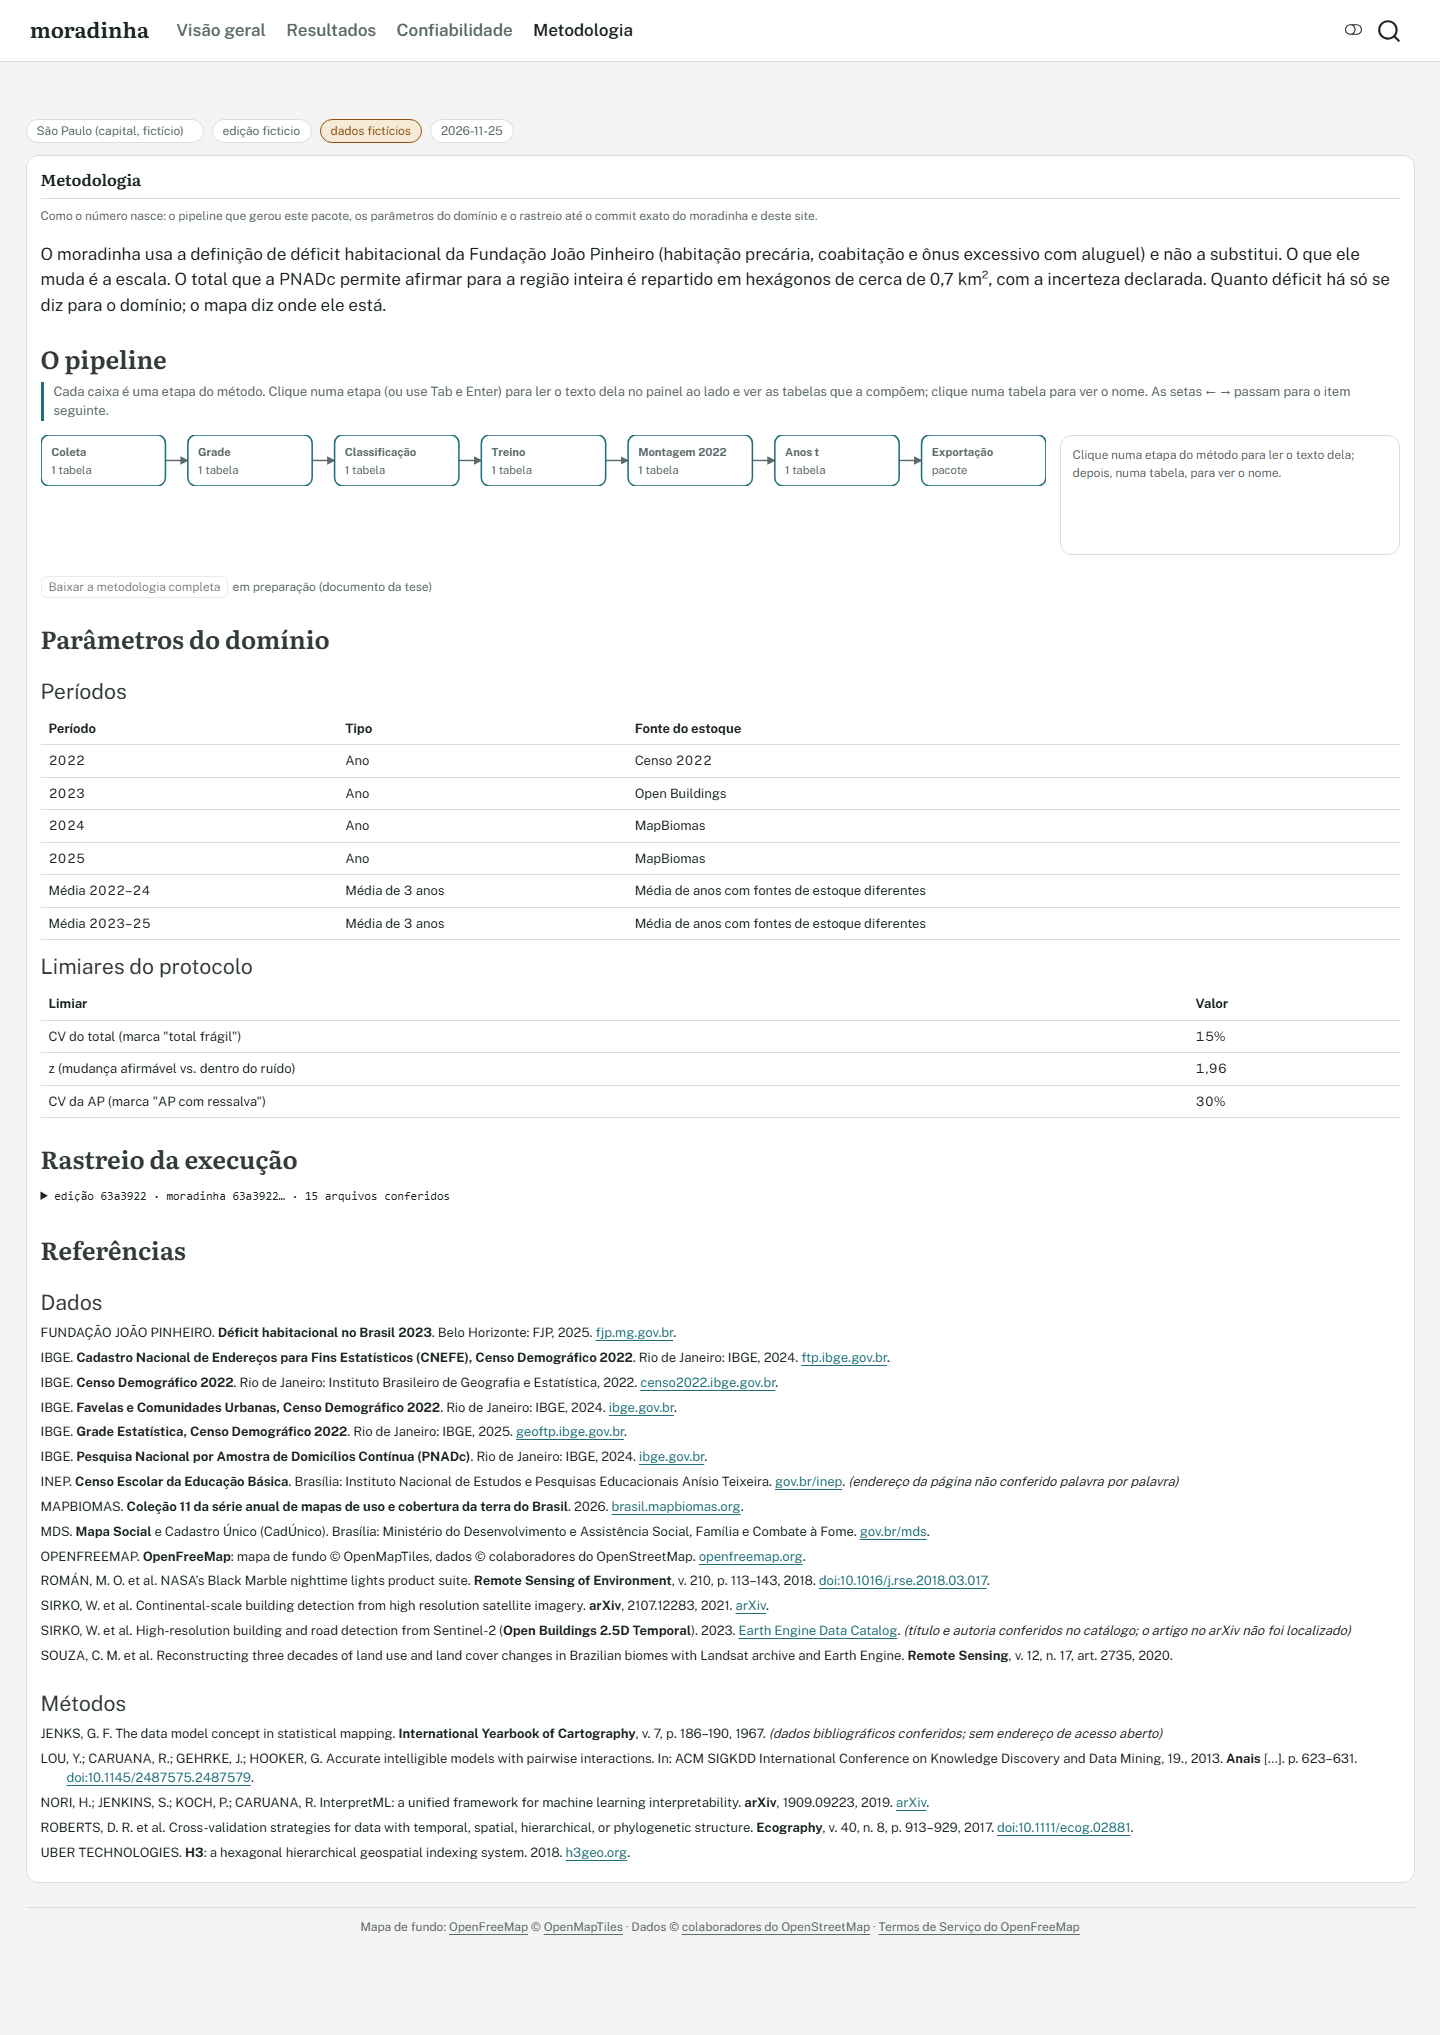 moradinha Visão geral Resultados Confiabilidade Metodologia
São Paulo (capital, fictício) edição ficticio dados fictícios 2026-11-25
Metodologia
Como o número nasce: o pipeline que gerou este pacote, os parâmetros do domínio e o rastreio até o commit exato do moradinha e deste site.
O moradinha usa a definição de déficit habitacional da Fundação João Pinheiro (habitação precária, coabitação e ônus excessivo com aluguel) e não a substitui. O que ele
muda é a escala. O total que a PNADc permite afirmar para a região inteira é repartido em hexágonos de cerca de 0,7 km², com a incerteza declarada. Quanto déficit há só se
diz para o domínio; o mapa diz onde ele está.
O pipeline
Cada caixa é uma etapa do método. Clique numa etapa (ou use Tab e Enter) para ler o texto dela no painel ao lado e ver as tabelas que a compõem; clique numa tabela para ver o nome. As setas ← → passam para o item
seguinte.
Coleta Grade Classificação Treino Montagem 2022 Anos t Exportação
1 tabela 1 tabela 1 tabela 1 tabela 1 tabela 1 tabela pacote
Clique numa etapa do método para ler o texto dela;
depois, numa tabela, para ver o nome.
Baixar a metodologia completa em preparação (documento da tese)
Parâmetros do domínio
Períodos
Período Tipo Fonte do estoque
2022 Ano Censo 2022
2023 Ano Open Buildings
2024 Ano MapBiomas
2025 Ano MapBiomas
Média 2022–24 Média de 3 anos Média de anos com fontes de estoque diferentes
Média 2023–25 Média de 3 anos Média de anos com fontes de estoque diferentes
Limiares do protocolo
Limiar Valor
CV do total (marca "total frágil") 15%
z (mudança afirmável vs. dentro do ruído) 1,96
CV da AP (marca "AP com ressalva") 30%
Rastreio da execução
▶ edição 63a3922 · moradinha 63a3922… · 15 arquivos conferidos
Referências
Dados
FUNDAÇÃO JOÃO PINHEIRO. Déficit habitacional no Brasil 2023. Belo Horizonte: FJP, 2025. fjp.mg.gov.br.
IBGE. Cadastro Nacional de Endereços para Fins Estatísticos (CNEFE), Censo Demográfico 2022. Rio de Janeiro: IBGE, 2024. ftp.ibge.gov.br.
IBGE. Censo Demográfico 2022. Rio de Janeiro: Instituto Brasileiro de Geografia e Estatística, 2022. censo2022.ibge.gov.br.
IBGE. Favelas e Comunidades Urbanas, Censo Demográfico 2022. Rio de Janeiro: IBGE, 2024. ibge.gov.br.
IBGE. Grade Estatística, Censo Demográfico 2022. Rio de Janeiro: IBGE, 2025. geoftp.ibge.gov.br.
IBGE. Pesquisa Nacional por Amostra de Domicílios Contínua (PNADc). Rio de Janeiro: IBGE, 2024. ibge.gov.br.
INEP. Censo Escolar da Educação Básica. Brasília: Instituto Nacional de Estudos e Pesquisas Educacionais Anísio Teixeira. gov.br/inep. (endereço da página não conferido palavra por palavra)
MAPBIOMAS. Coleção 11 da série anual de mapas de uso e cobertura da terra do Brasil. 2026. brasil.mapbiomas.org.
MDS. Mapa Social e Cadastro Único (CadÚnico). Brasília: Ministério do Desenvolvimento e Assistência Social, Família e Combate à Fome. gov.br/mds.
OPENFREEMAP. OpenFreeMap: mapa de fundo © OpenMapTiles, dados © colaboradores do OpenStreetMap. openfreemap.org.
ROMÁN, M. O. et al. NASA's Black Marble nighttime lights product suite. Remote Sensing of Environment, v. 210, p. 113–143, 2018. doi:10.1016/j.rse.2018.03.017.
SIRKO, W. et al. Continental-scale building detection from high resolution satellite imagery. arXiv, 2107.12283, 2021. arXiv.
SIRKO, W. et al. High-resolution building and road detection from Sentinel-2 (Open Buildings 2.5D Temporal). 2023. Earth Engine Data Catalog. (título e autoria conferidos no catálogo; o artigo no arXiv não foi localizado)
SOUZA, C. M. et al. Reconstructing three decades of land use and land cover changes in Brazilian biomes with Landsat archive and Earth Engine. Remote Sensing, v. 12, n. 17, art. 2735, 2020.
Métodos
JENKS, G. F. The data model concept in statistical mapping. International Yearbook of Cartography, v. 7, p. 186–190, 1967. (dados bibliográficos conferidos; sem endereço de acesso aberto)
LOU, Y.; CARUANA, R.; GEHRKE, J.; HOOKER, G. Accurate intelligible models with pairwise interactions. In: ACM SIGKDD International Conference on Knowledge Discovery and Data Mining, 19., 2013. Anais [...]. p. 623–631.
doi:10.1145/2487575.2487579.
NORI, H.; JENKINS, S.; KOCH, P.; CARUANA, R. InterpretML: a unified framework for machine learning interpretability. arXiv, 1909.09223, 2019. arXiv.
ROBERTS, D. R. et al. Cross-validation strategies for data with temporal, spatial, hierarchical, or phylogenetic structure. Ecography, v. 40, n. 8, p. 913–929, 2017. doi:10.1111/ecog.02881.
UBER TECHNOLOGIES. H3: a hexagonal hierarchical geospatial indexing system. 2018. h3geo.org.
Mapa de fundo: OpenFreeMap © OpenMapTiles · Dados © colaboradores do OpenStreetMap · Termos de Serviço do OpenFreeMap